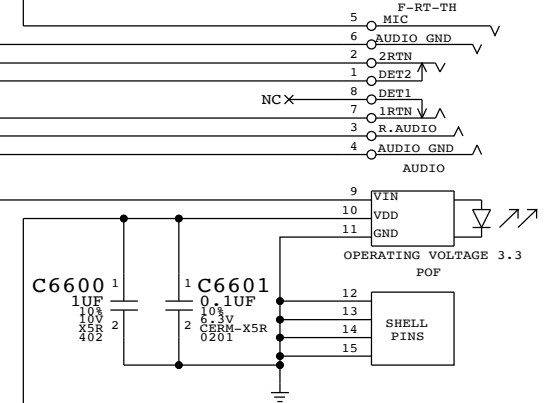 F-RT-TH
5 MIC
6 AUDIO GND
2 2RTN
1 DET2
NC 8 DET1
7 1RTN
3 R.AUDIO
4 AUDIO GND
AUDIO
9 VIN
10 VDD
11 GND
OPERATING VOLTAGE 3.3
POF
C6600 1
1UF
10%
10V
X5R 2
402
1 C6601
0.1UF
10%
6.3V
2 CERM-X5R
0201
12
13
14
15
SHELL
PINS